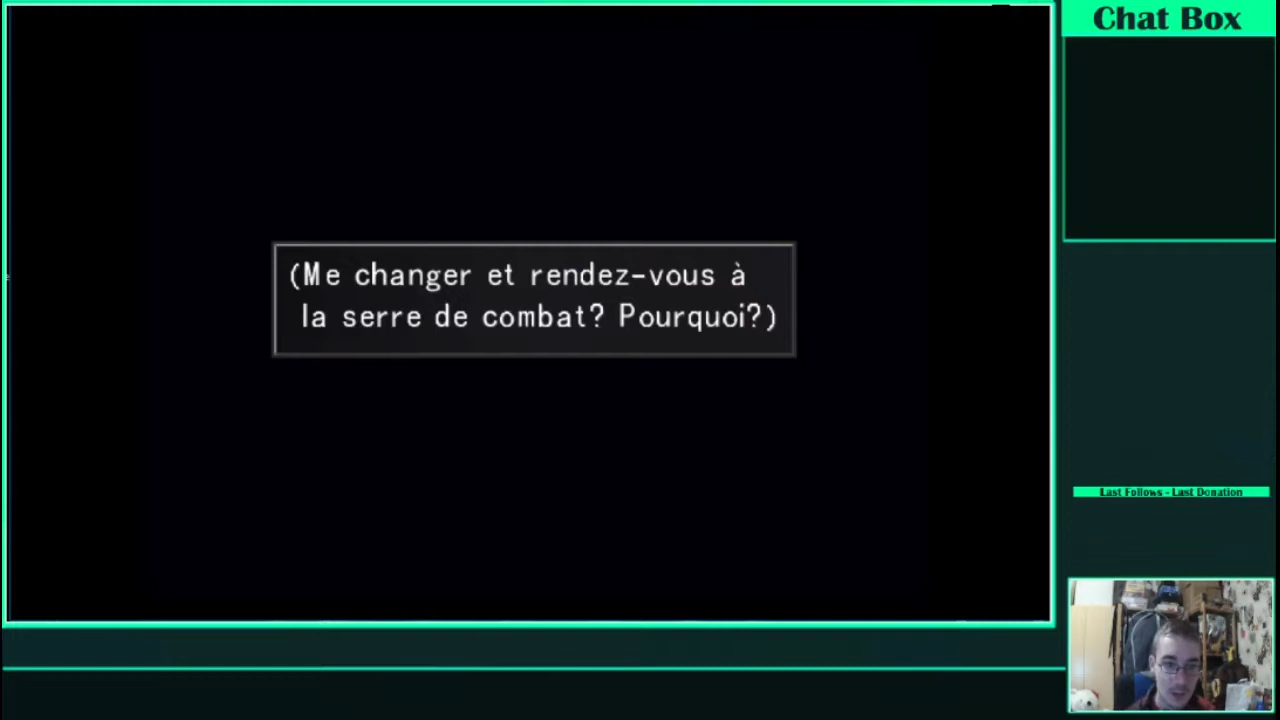 Chat Box
(Me changer et rendez-vous à
la serre de combat? Pourquoi?)
Last Follows - Last Donation